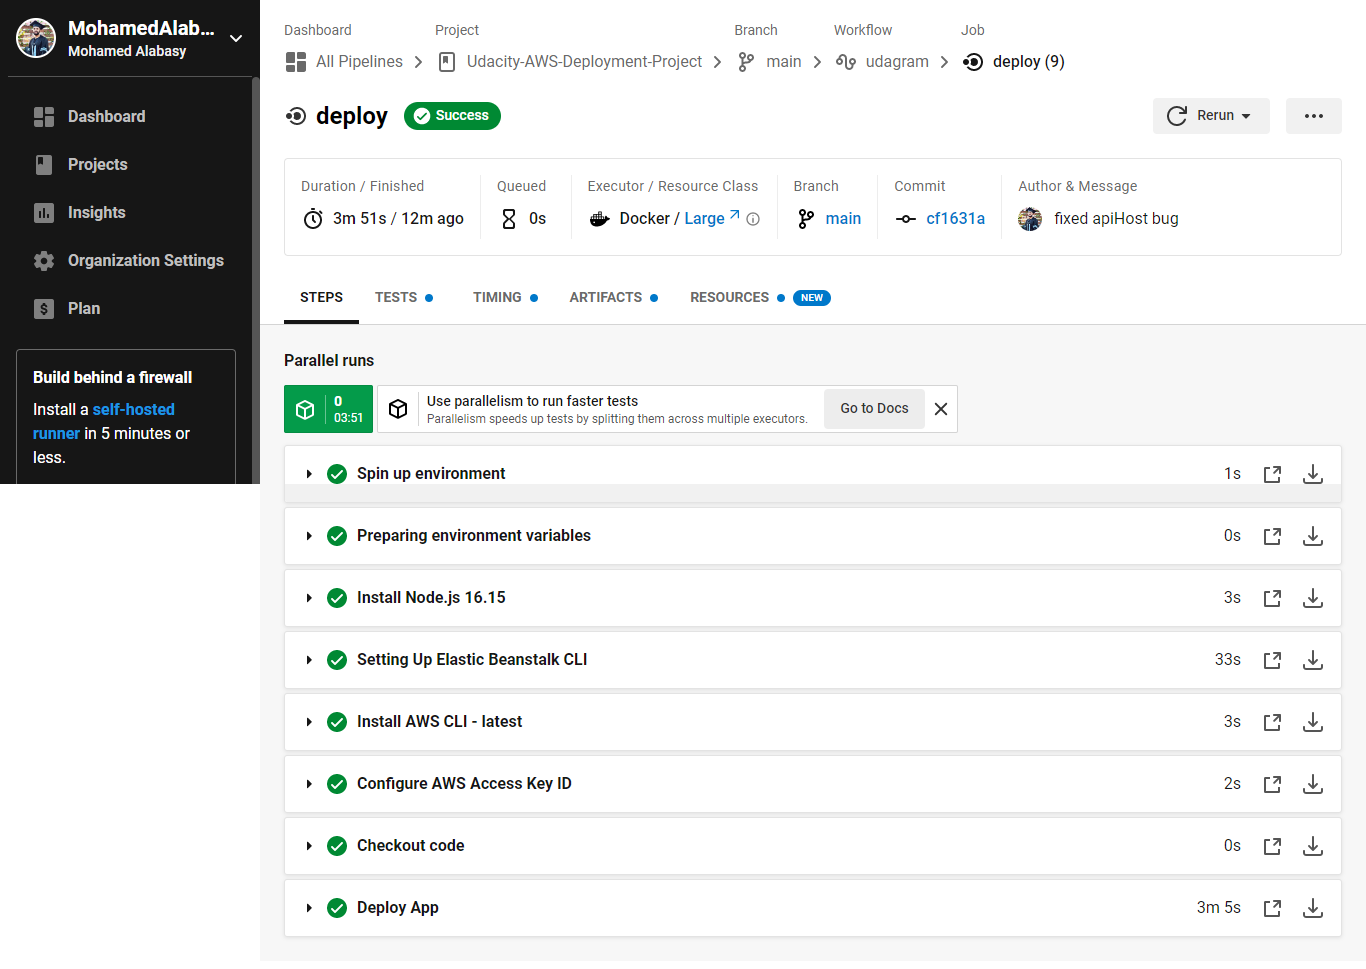 MohamedAlab...
Mohamed Alabasy
Dashboard
Projects
Insights
Organization Settings
Plan
Build behind a firewall
Install a self-hosted
runner in 5 minutes or
less.
Dashboard Project Branch Workflow Job
All Pipelines Udacity-AWS-Deployment-Project main udagram deploy (9)
deploy Success Rerun
Duration / Finished Queued Executor / Resource Class Branch Commit Author & Message
3m 51s / 12m ago 0s Docker / Large main cf1631a fixed apiHost bug
STEPS TESTS TIMING ARTIFACTS RESOURCES NEW
Parallel runs
0
03:51
Use parallelism to run faster tests
Parallelism speeds up tests by splitting them across multiple executors.
Go to Docs
Spin up environment 1s
Preparing environment variables 0s
Install Node.js 16.15 3s
Setting Up Elastic Beanstalk CLI 33s
Install AWS CLI - latest 3s
Configure AWS Access Key ID 2s
Checkout code 0s
Deploy App 3m 5s